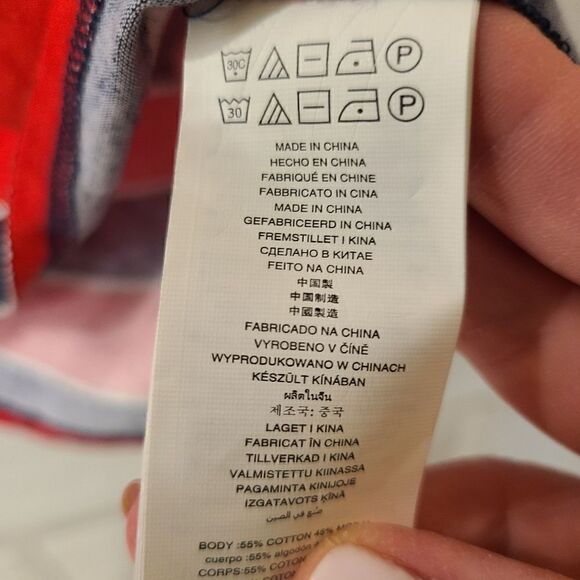 30C P
30 P
MADE IN CHINA
HECHO EN CHINA
FABRIQUÉ EN CHINE
FABBRICATO IN CINA
MADE IN CHINA
GEFABRICEERD IN CHINA
FREMSTILLET I KINA
СДЕЛАНО В КИТАЕ
FEITO NA CHINA
中国製
中国制造
中國製造
FABRICADO NA CHINA
VYROBENO V ČÍNĚ
WYPRODUKOWANO W CHINACH
KÉSZÜLT KÍNÁBAN
ผลิตในจีน
제조국: 중국
LAGET I KINA
FABRICAT ÎN CHINA
TILLVERKAD I KINA
VALMISTETTU KIINASSA
PAGAMINTA KINIJOJE
IZGATAVOTS ĶĪNĀ
صنع في الصين
BODY :55% COTTON 45%
cuerpo :55% algodón
CORPS:55% COTON